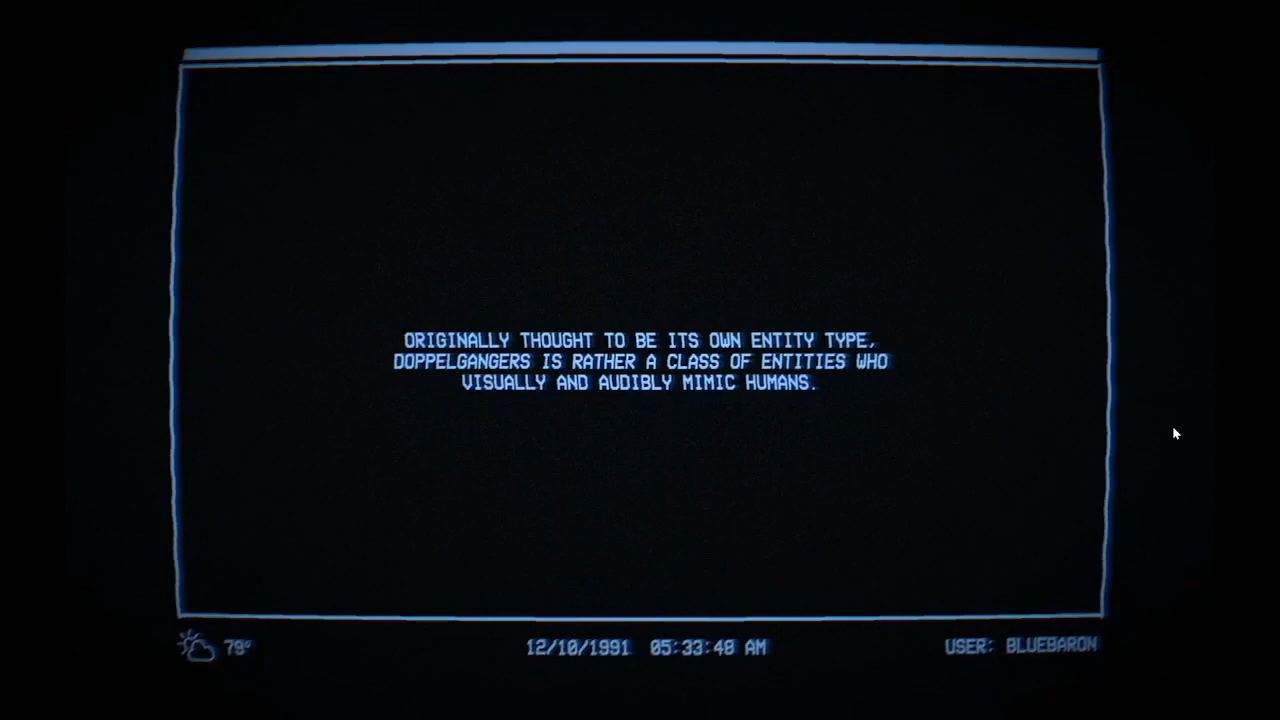 ORIGINALLY THOUGHT TO BE ITS OWN ENTITY TYPE,
DOPPELGANGERS IS RATHER A CLASS OF ENTITIES WHO
VISUALLY AND AUDIBLY MIMIC HUMANS.
79°
12/10/1991 05:33:48 AM
USER: BLUEBARON